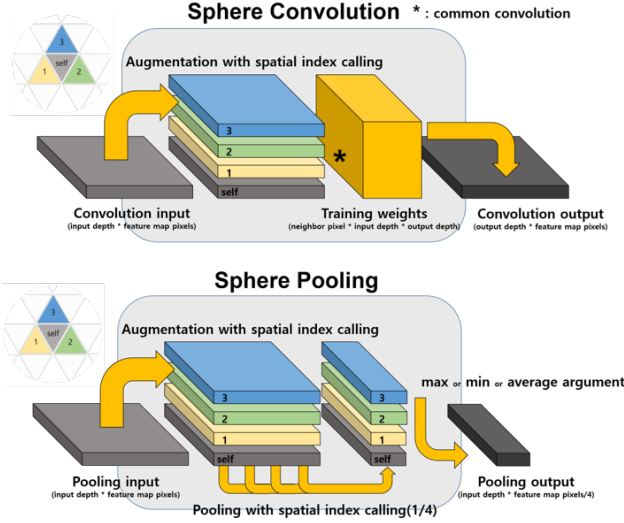 Sphere Convolution
* : common convolution
3
1 self 2
Augmentation with spatial index calling
3
2
1
self
*
Convolution input
(input depth * feature map pixels)
Training weights
(neighbor pixel * input depth * output depth)
Convolution output
(output depth * feature map pixels)
Sphere Pooling
3
1 self 2
Augmentation with spatial index calling
3
2
1
self
3
2
1
self
max or min or average argument
Pooling input
(input depth * feature map pixels)
Pooling with spatial index calling(1/4)
Pooling output
(input depth * feature map pixels/4)